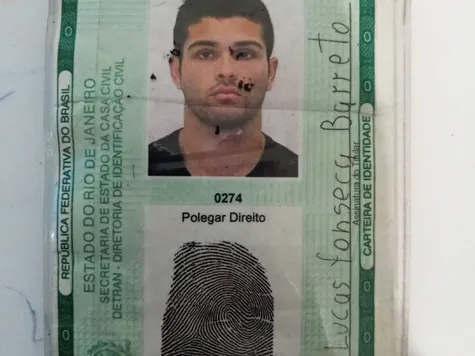 REPÚBLICA FEDERATIVA DO BRASIL
ESTADO DO RIO DE JANEIRO
SECRETARIA DE ESTADO DA CASA CIVIL
DETRAN - DIRETORIA DE IDENTIFICAÇÃO CIVIL
0274
Polegar Direito
Lucas Fonseca Barreto
Assinatura do Titular
CARTEIRA DE IDENTIDADE